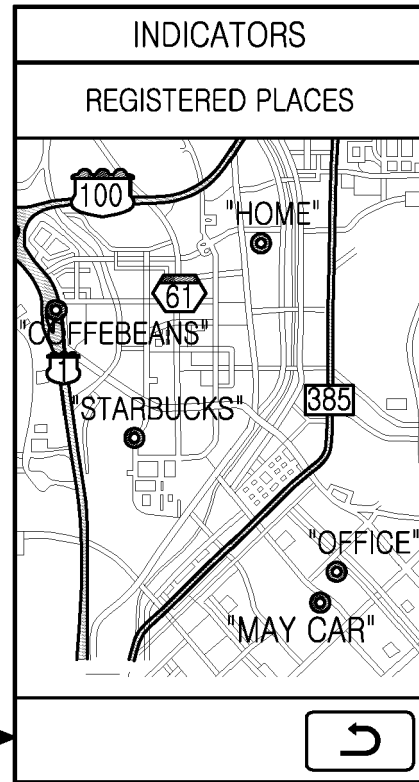 INDICATORS
REGISTERED PLACES
100
"HOME"
61
"COFFEBEANS"
1
"STARBUCKS"
385
"OFFICE"
"MAY CAR"